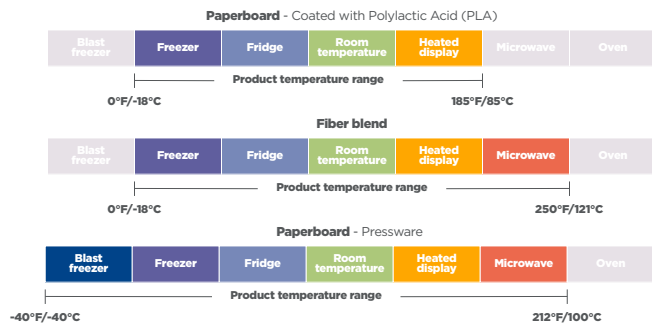 Paperboard - Coated with Polylactic Acid (PLA)
Blast freezer Freezer Fridge Room temperature Heated display Microwave Oven
Product temperature range
0°F/-18°C 185°F/85°C
Fiber blend
Blast freezer Freezer Fridge Room temperature Heated display Microwave Oven
Product temperature range
0°F/-18°C 250°F/121°C
Paperboard - Pressware
Blast freezer Freezer Fridge Room temperature Heated display Microwave Oven
Product temperature range
-40°F/-40°C 212°F/100°C